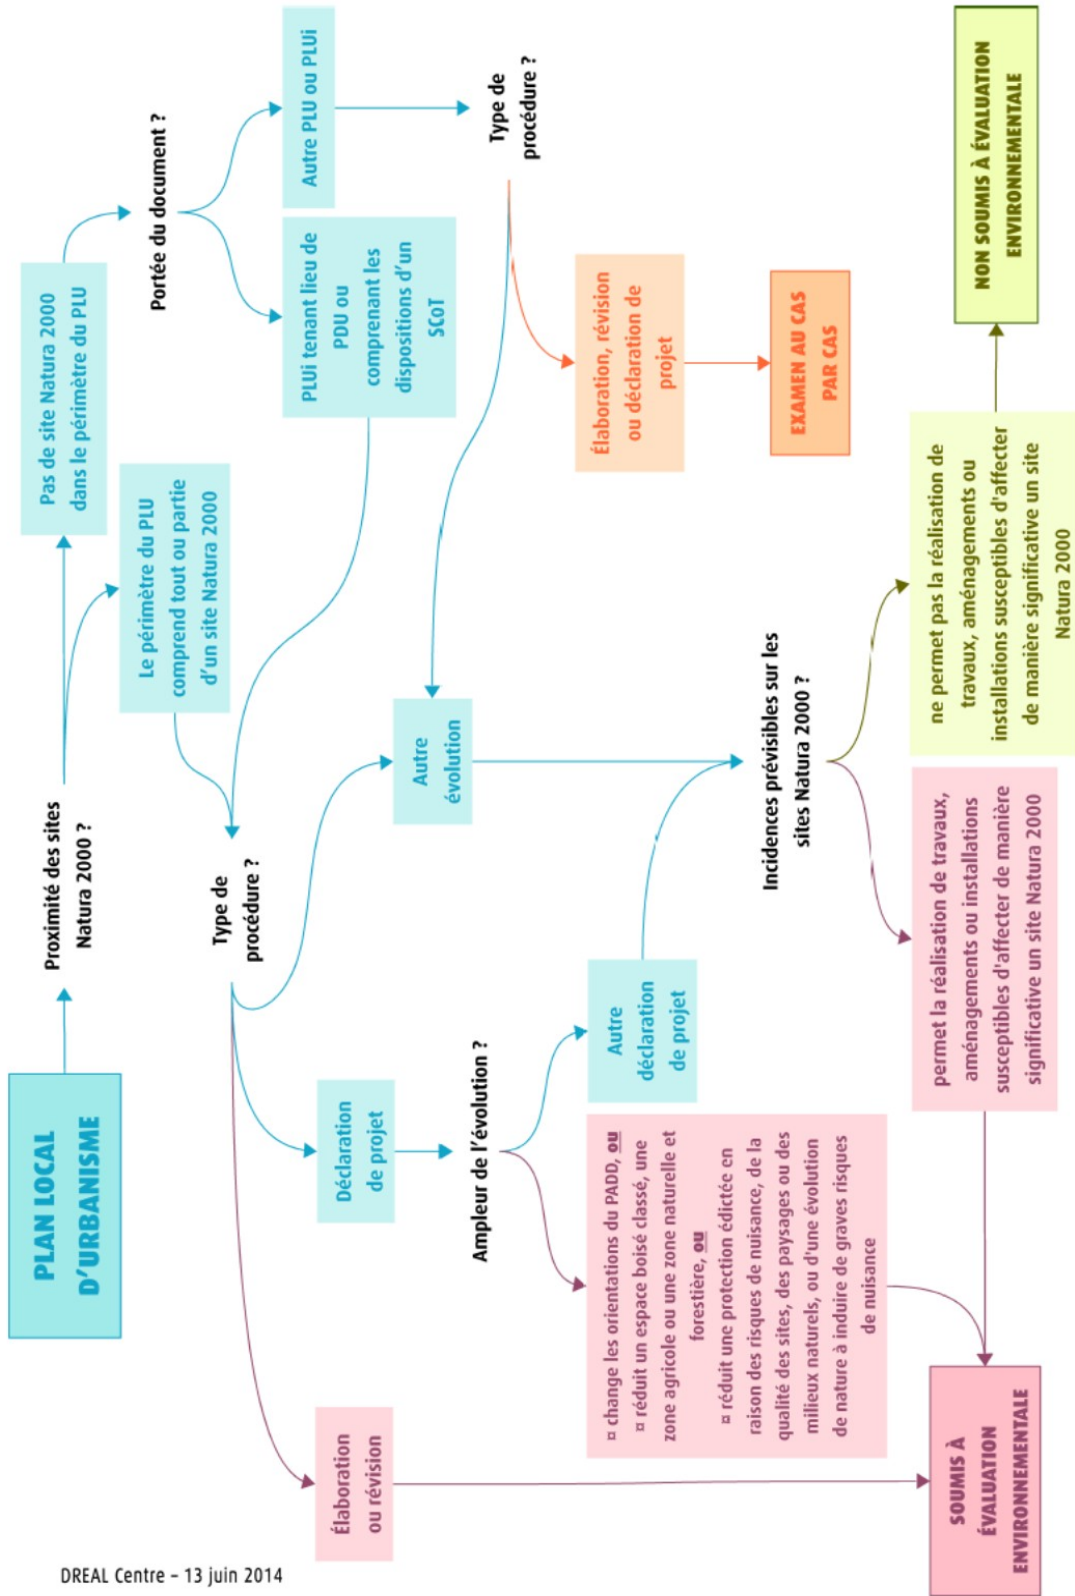 PLAN LOCAL
D'URBANISME
Proximité des sites
Natura 2000 ?
Pas de site Natura 2000
dans le périmètre du PLU
Le périmètre du PLU
comprend tout ou partie
d'un site Natura 2000
Portée du document ?
PLUi tenant lieu de
PDU ou
comprenant les
dispositions d'un
SCoT
Autre PLU ou PLUi
Type de
procédure ?
Type de
procédure ?
Élaboration
ou révision
Déclaration
de projet
Autre
évolution
Élaboration, révision
ou déclaration de
projet
Ampleur de l'évolution ?
¤ change les orientations du PADD, ou
¤ réduit un espace boisé classé, une
zone agricole ou une zone naturelle et
forestière, ou
¤ réduit une protection édictée en
raison des risques de nuisance, de la
qualité des sites, des paysages ou des
milieux naturels, ou d'une évolution
de nature à induire de graves risques
de nuisance
Autre
déclaration
de projet
Incidences prévisibles sur les
sites Natura 2000 ?
EXAMEN AU CAS
PAR CAS
permet la réalisation de travaux,
aménagements ou installations
susceptibles d'affecter de manière
significative un site Natura 2000
ne permet pas la réalisation de
travaux, aménagements ou
installations susceptibles d'affecter
de manière significative un site
Natura 2000
SOUMIS À
ÉVALUATION
ENVIRONNEMENTALE
NON SOUMIS À ÉVALUATION
ENVIRONNEMENTALE
DREAL Centre – 13 juin 2014